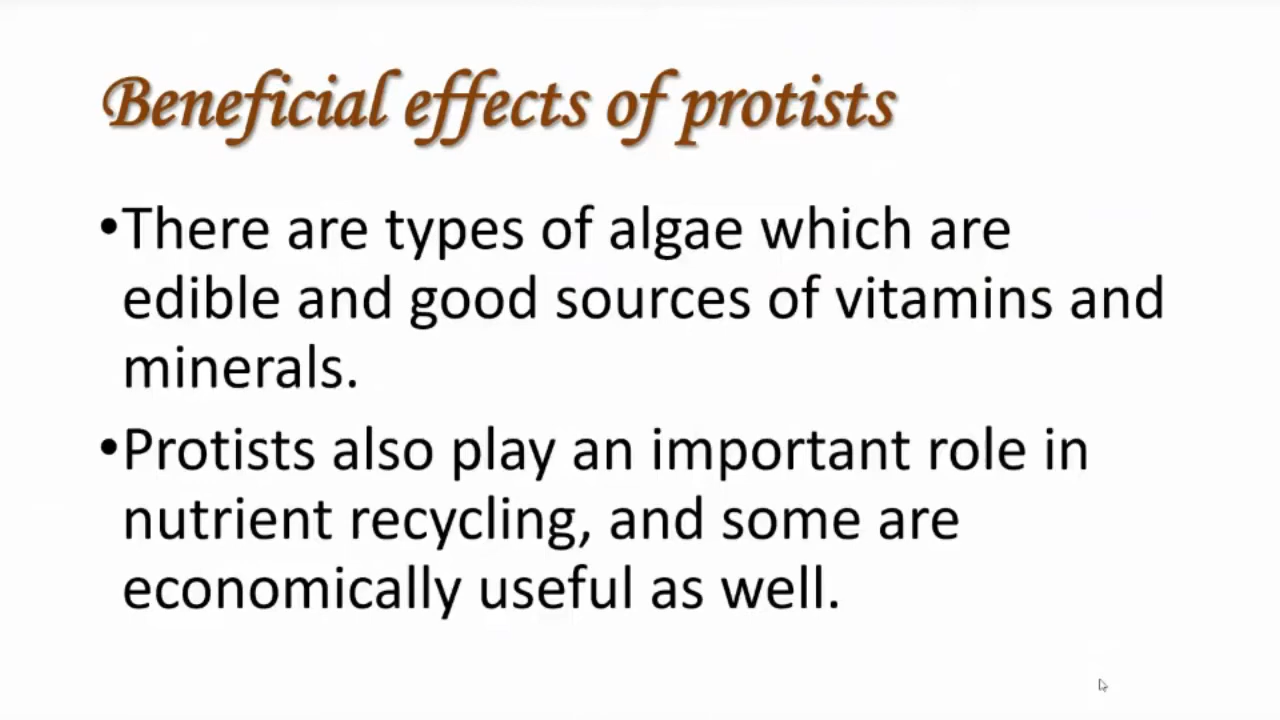 Beneficial effects of protists
•There are types of algae which are
edible and good sources of vitamins and
minerals.
•Protists also play an important role in
nutrient recycling, and some are
economically useful as well.